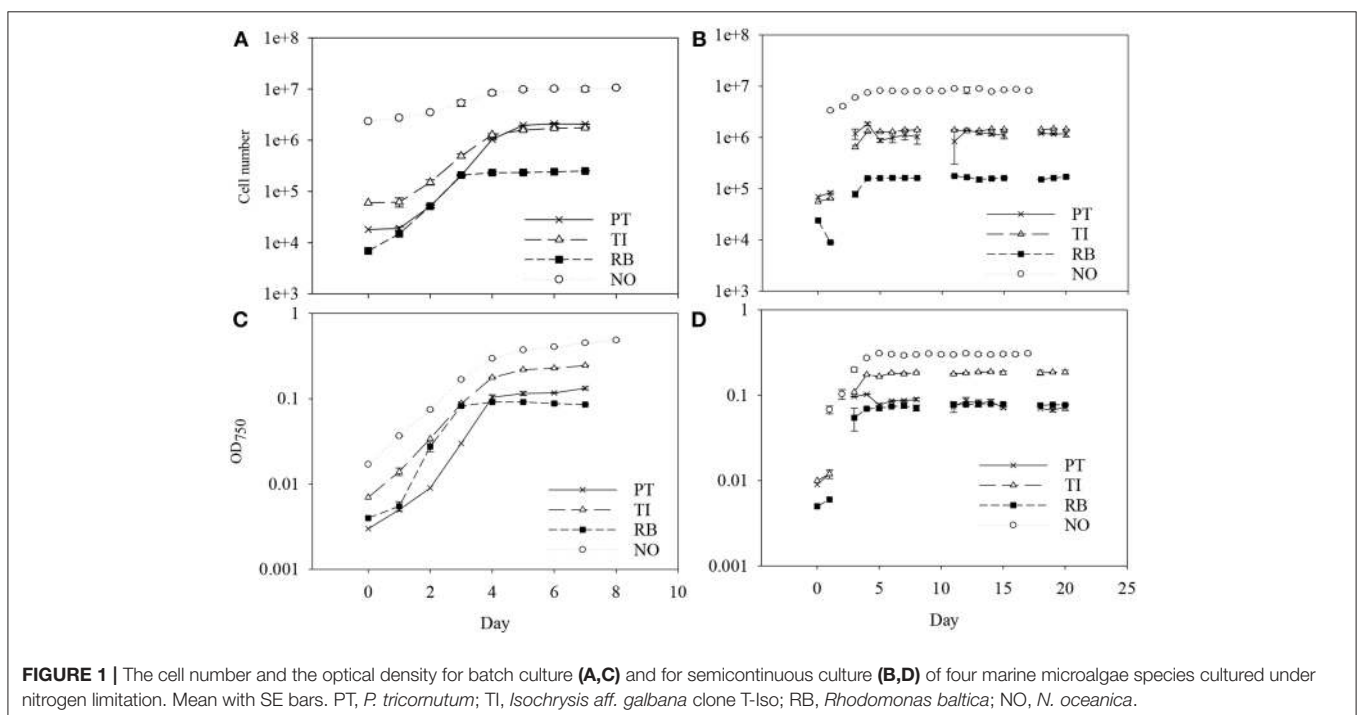 A
1e+8
1e+7
1e+6
1e+5
1e+4
1e+3
Cell number
PT
TI
RB
NO
B
1e+8
1e+7
1e+6
1e+5
1e+4
1e+3
PT
TI
RB
NO
C
1
0.1
0.01
0.001
OD750
PT
TI
RB
NO
0 2 4 6 8 10
Day
D
1
0.1
0.01
0.001
PT
TI
RB
NO
0 5 10 15 20 25
Day
FIGURE 1 | The cell number and the optical density for batch culture (A,C) and for semicontinuous culture (B,D) of four marine microalgae species cultured under
nitrogen limitation. Mean with SE bars. PT, P. tricornutum; TI, Isochrysis aff. galbana clone T-Iso; RB, Rhodomonas baltica; NO, N. oceanica.